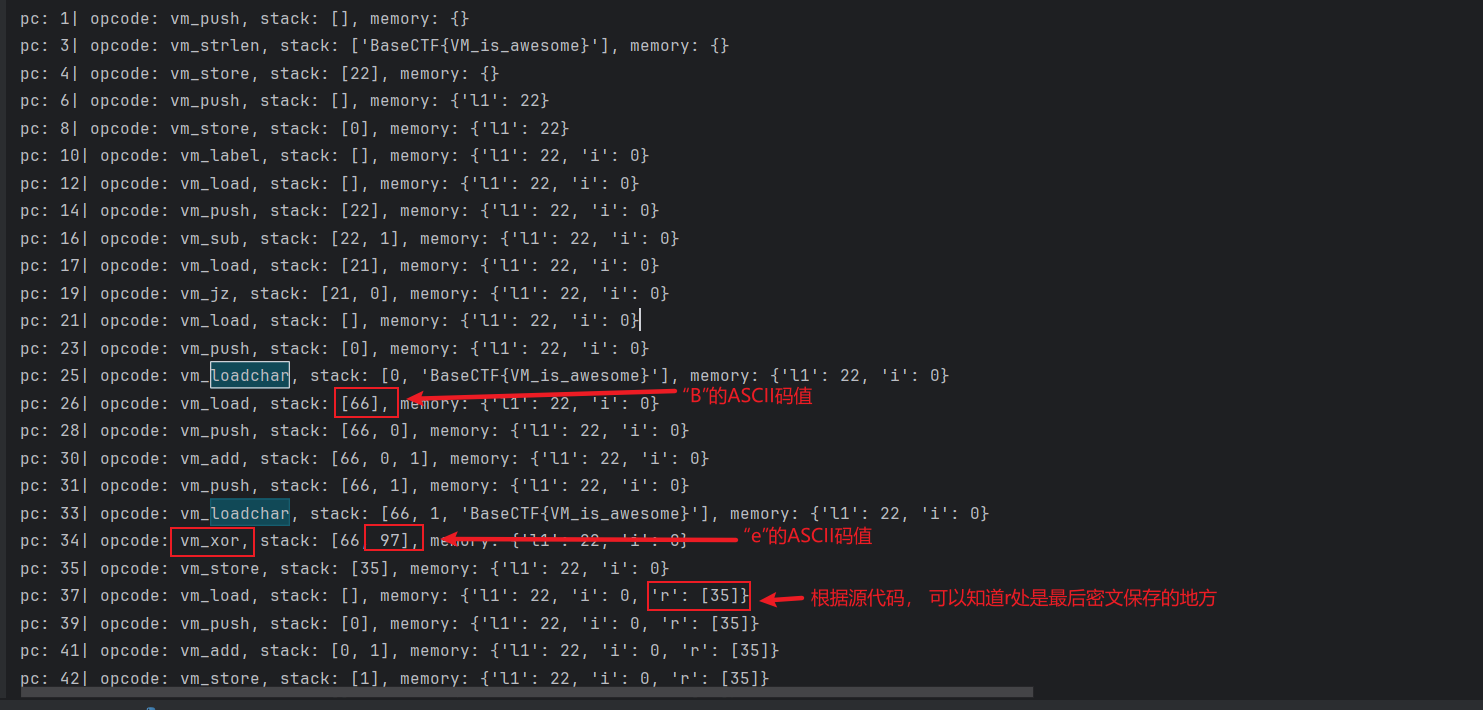 pc: 1| opcode: vm_push, stack: [], memory: {}
pc: 3| opcode: vm_strlen, stack: ['BaseCTF{VM_is_awesome}'], memory: {}
pc: 4| opcode: vm_store, stack: [22], memory: {}
pc: 6| opcode: vm_push, stack: [], memory: {'l1': 22}
pc: 8| opcode: vm_store, stack: [0], memory: {'l1': 22}
pc: 10| opcode: vm_label, stack: [], memory: {'l1': 22, 'i': 0}
pc: 12| opcode: vm_load, stack: [], memory: {'l1': 22, 'i': 0}
pc: 14| opcode: vm_push, stack: [22], memory: {'l1': 22, 'i': 0}
pc: 16| opcode: vm_sub, stack: [22, 1], memory: {'l1': 22, 'i': 0}
pc: 17| opcode: vm_load, stack: [21], memory: {'l1': 22, 'i': 0}
pc: 19| opcode: vm_jz, stack: [21, 0], memory: {'l1': 22, 'i': 0}
pc: 21| opcode: vm_load, stack: [], memory: {'l1': 22, 'i': 0}
pc: 23| opcode: vm_push, stack: [0], memory: {'l1': 22, 'i': 0}
pc: 25| opcode: vm_loadchar, stack: [0, 'BaseCTF{VM_is_awesome}'], memory: {'l1': 22, 'i': 0}
“B”的ASCII码值
pc: 26| opcode: vm_load, stack: [66], memory: {'l1': 22, 'i': 0}
pc: 28| opcode: vm_push, stack: [66, 0], memory: {'l1': 22, 'i': 0}
pc: 30| opcode: vm_add, stack: [66, 0, 1], memory: {'l1': 22, 'i': 0}
pc: 31| opcode: vm_push, stack: [66, 1], memory: {'l1': 22, 'i': 0}
pc: 33| opcode: vm_loadchar, stack: [66, 1, 'BaseCTF{VM_is_awesome}'], memory: {'l1': 22, 'i': 0}
“e”的ASCII码值
pc: 34| opcode: vm_xor, stack: [66, 97], memory: {'l1': 22, 'i': 0}
pc: 35| opcode: vm_store, stack: [35], memory: {'l1': 22, 'i': 0}
pc: 37| opcode: vm_load, stack: [], memory: {'l1': 22, 'i': 0, 'r': [35]}
根据源代码， 可以知道r处是最后密文保存的地方
pc: 39| opcode: vm_push, stack: [0], memory: {'l1': 22, 'i': 0, 'r': [35]}
pc: 41| opcode: vm_add, stack: [0, 1], memory: {'l1': 22, 'i': 0, 'r': [35]}
pc: 42| opcode: vm_store, stack: [1], memory: {'l1': 22, 'i': 0, 'r': [35]}